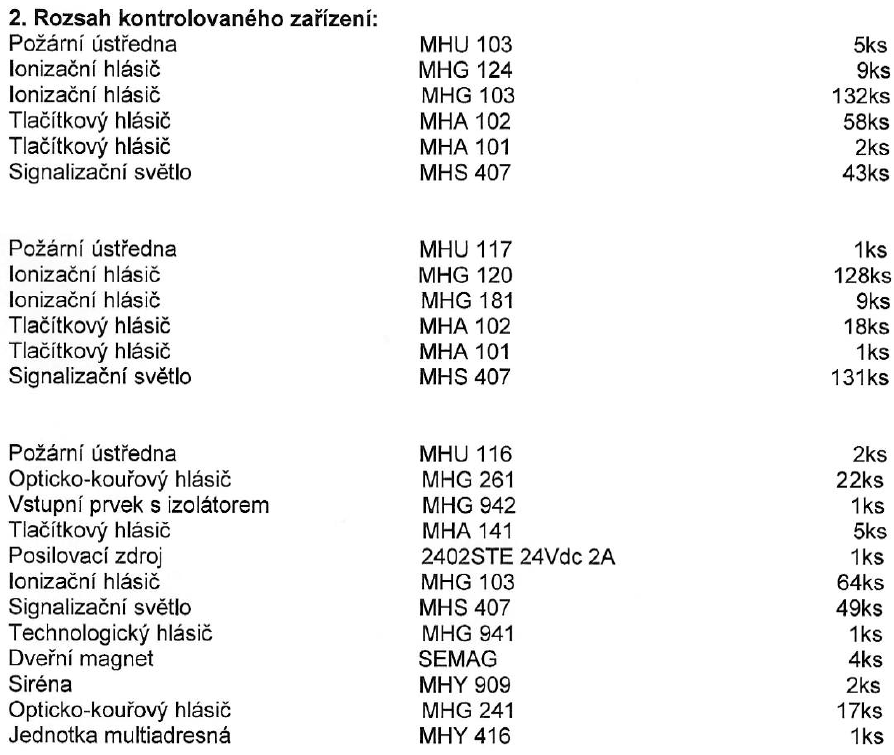 2. Rozsah kontrolovaného zařízení:
Požární ústředna MHU 103 5ks
Ionizační hlásič MHG 124 9ks
Ionizační hlásič MHG 103 132ks
Tlačítkový hlásič MHA 102 58ks
Tlačítkový hlásič MHA 101 2ks
Signalizační světlo MHS 407 43ks
Požární ústředna MHU 117 1ks
Ionizační hlásič MHG 120 128ks
Ionizační hlásič MHG 181 9ks
Tlačítkový hlásič MHA 102 18ks
Tlačítkový hlásič MHA 101 1ks
Signalizační světlo MHS 407 131ks
Požární ústředna MHU 116 2ks
Opticko-kouřový hlásič MHG 261 22ks
Vstupní prvek s izolátorem MHG 942 1ks
Tlačítkový hlásič MHA 141 5ks
Posilovací zdroj 2402STE 24Vdc 2A 1ks
Ionizační hlásič MHG 103 64ks
Signalizační světlo MHS 407 49ks
Technologický hlásič MHG 941 1ks
Dveřní magnet SEMAG 4ks
Siréna MHY 909 2ks
Opticko-kouřový hlásič MHG 241 17ks
Jednotka multiadresná MHY 416 1ks